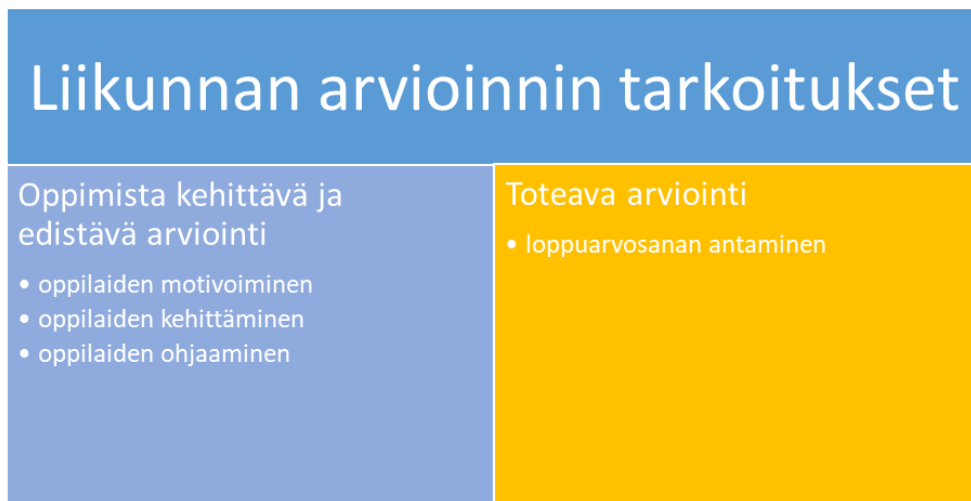 Liikunnan arvioinnin tarkoitukset
Oppimista kehittävä ja
edistävä arviointi
• oppilaiden motivoiminen
• oppilaiden kehittäminen
• oppilaiden ohjaaminen
Toteava arviointi
• loppuarvosanan antaminen